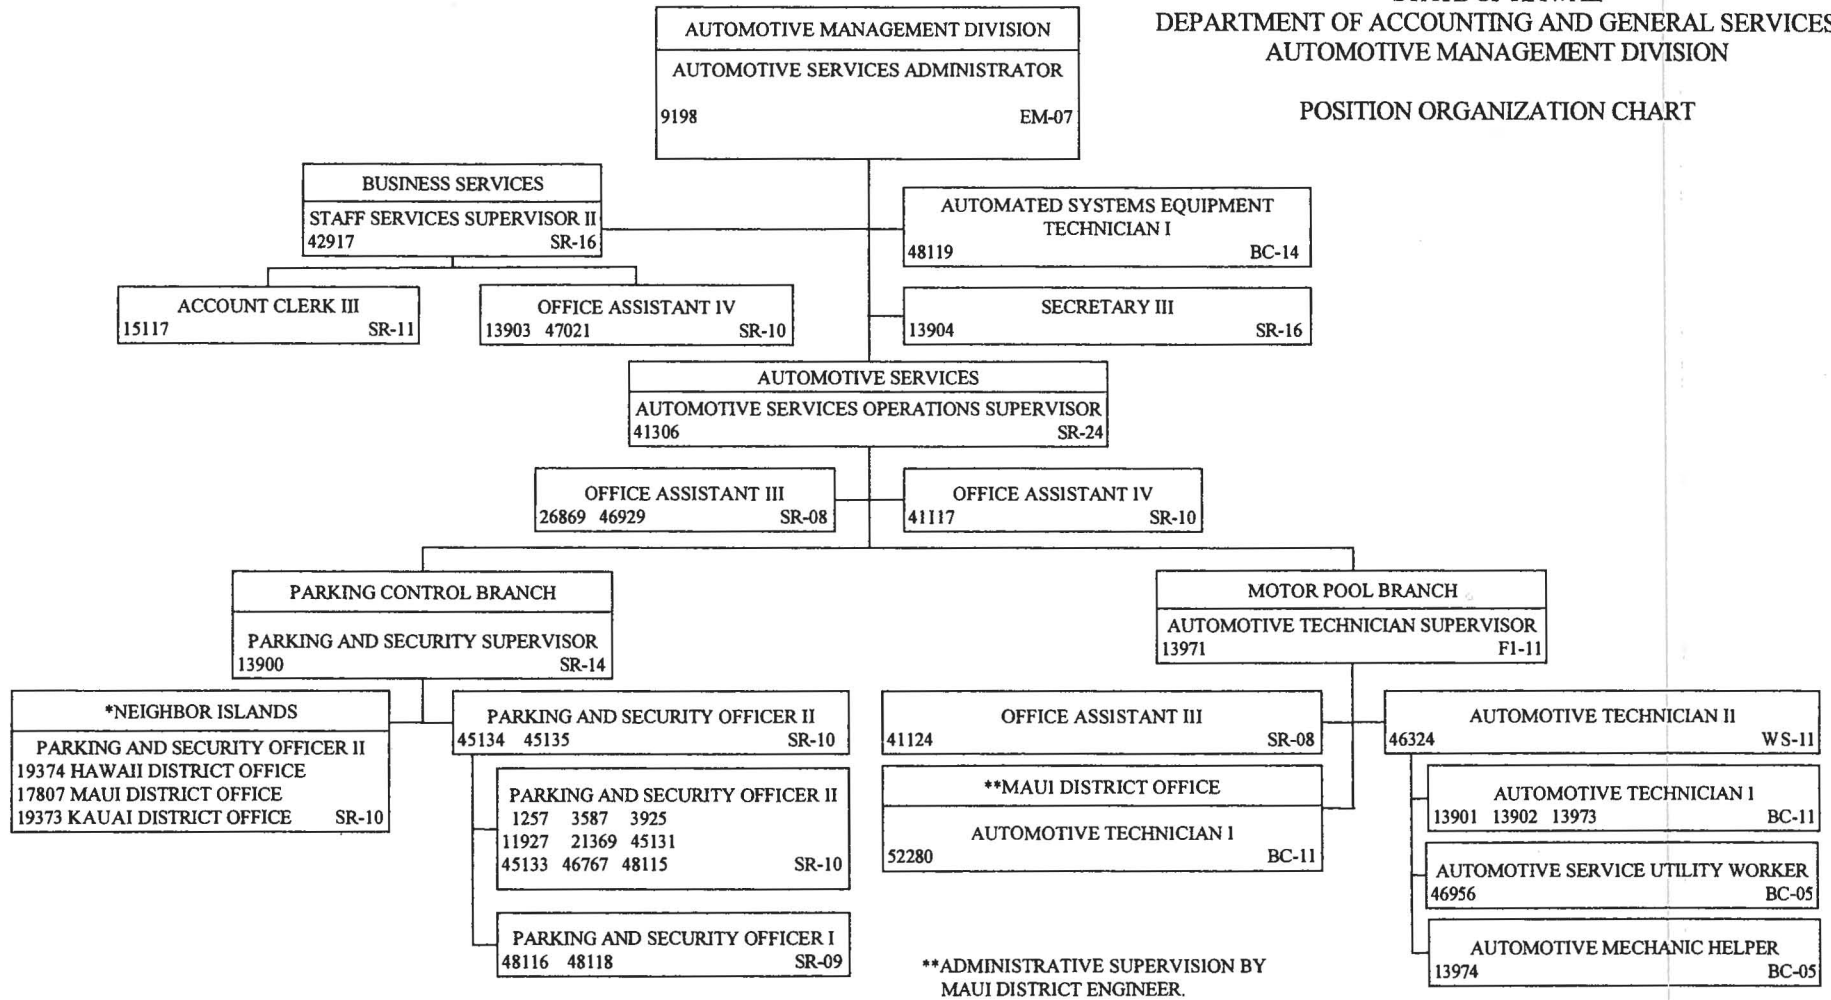 DEPARTMENT OF ACCOUNTING AND GENERAL SERVICES
AUTOMOTIVE MANAGEMENT DIVISION
POSITION ORGANIZATION CHART
AUTOMOTIVE MANAGEMENT DIVISION
AUTOMOTIVE SERVICES ADMINISTRATOR
9198 EM-07
BUSINESS SERVICES
STAFF SERVICES SUPERVISOR II
42917 SR-16
AUTOMATED SYSTEMS EQUIPMENT
TECHNICIAN I
48119 BC-14
ACCOUNT CLERK III
15117 SR-11
OFFICE ASSISTANT IV
13903 47021 SR-10
SECRETARY III
13904 SR-16
AUTOMOTIVE SERVICES
AUTOMOTIVE SERVICES OPERATIONS SUPERVISOR
41306 SR-24
OFFICE ASSISTANT III
26869 46929 SR-08
OFFICE ASSISTANT IV
41117 SR-10
PARKING CONTROL BRANCH
PARKING AND SECURITY SUPERVISOR
13900 SR-14
MOTOR POOL BRANCH
AUTOMOTIVE TECHNICIAN SUPERVISOR
13971 F1-11
*NEIGHBOR ISLANDS
PARKING AND SECURITY OFFICER II
19374 HAWAII DISTRICT OFFICE
17807 MAUI DISTRICT OFFICE
19373 KAUAI DISTRICT OFFICE SR-10
PARKING AND SECURITY OFFICER II
45134 45135 SR-10
PARKING AND SECURITY OFFICER II
1257 3587 3925
11927 21369 45131
45133 46767 48115 SR-10
PARKING AND SECURITY OFFICER I
48116 48118 SR-09
OFFICE ASSISTANT III
41124 SR-08
**MAUI DISTRICT OFFICE
AUTOMOTIVE TECHNICIAN I
52280 BC-11
AUTOMOTIVE TECHNICIAN II
46324 WS-11
AUTOMOTIVE TECHNICIAN I
13901 13902 13973 BC-11
AUTOMOTIVE SERVICE UTILITY WORKER
46956 BC-05
AUTOMOTIVE MECHANIC HELPER
13974 BC-05
**ADMINISTRATIVE SUPERVISION BY
MAUI DISTRICT ENGINEER.